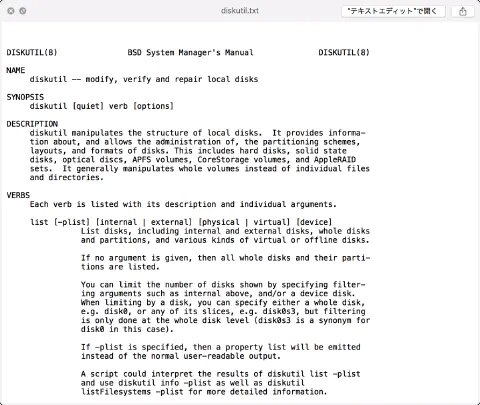 diskutil.txt
"テキストエディット"で開く
DISKUTIL(8) BSD System Manager's Manual DISKUTIL(8)
NAME
diskutil -- modify, verify and repair local disks
SYNOPSIS
diskutil [quiet] verb [options]
DESCRIPTION
diskutil manipulates the structure of local disks. It provides informa-
tion about, and allows the administration of, the partitioning schemes,
layouts, and formats of disks. This includes hard disks, solid state
disks, optical discs, APFS volumes, CoreStorage volumes, and AppleRAID
sets. It generally manipulates whole volumes instead of individual files
and directories.
VERBS
Each verb is listed with its description and individual arguments.
list [-plist] [internal | external] [physical | virtual] [device]
List disks, including internal and external disks, whole disks
and partitions, and various kinds of virtual or offline disks.
If no argument is given, then all whole disks and their parti-
tions are listed.
You can limit the number of disks shown by specifying filter-
ing arguments such as internal above, and/or a device disk.
When limiting by a disk, you can specify either a whole disk,
e.g. disk0, or any of its slices, e.g. disk0s3, but filtering
is only done at the whole disk level (disk0s3 is a synonym for
disk0 in this case).
If -plist is specified, then a property list will be emitted
instead of the normal user-readable output.
A script could interpret the results of diskutil list -plist
and use diskutil info -plist as well as diskutil
listFilesystems -plist for more detailed information.